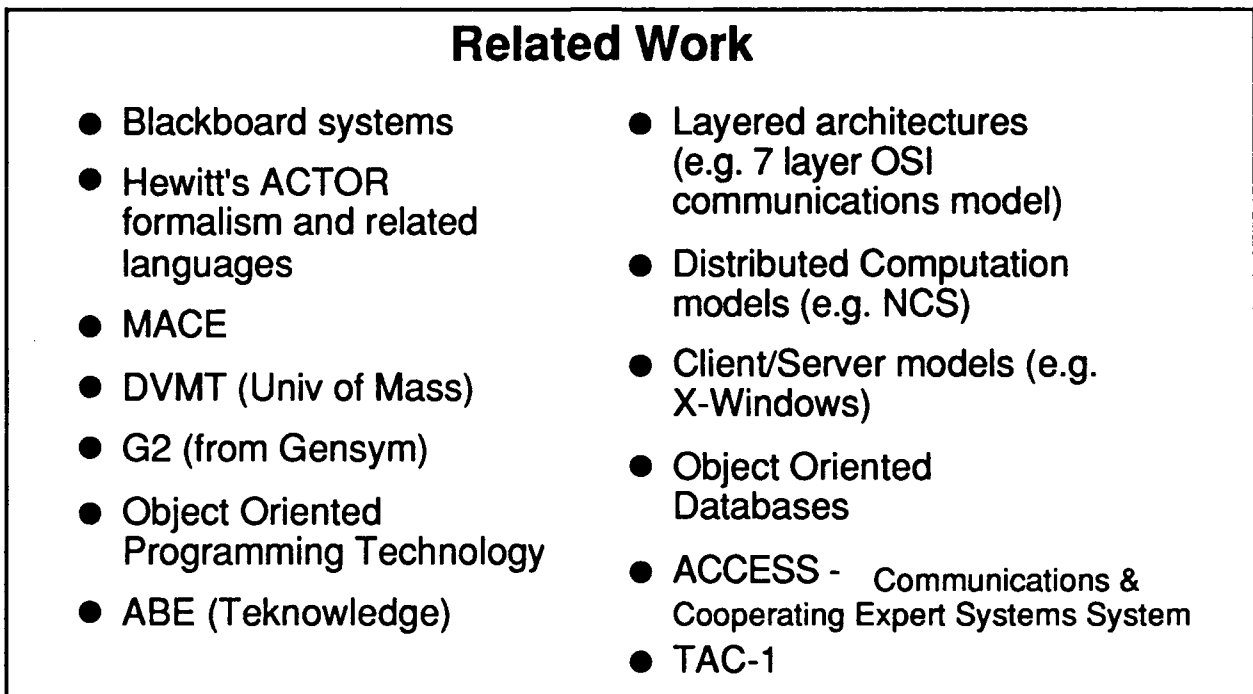 Related Work
● Blackboard systems
● Hewitt's ACTOR
formalism and related
languages
● MACE
● DVMT (Univ of Mass)
● G2 (from Gensym)
● Object Oriented
Programming Technology
● ABE (Teknowledge)
● Layered architectures
(e.g. 7 layer OSI
communications model)
● Distributed Computation
models (e.g. NCS)
● Client/Server models (e.g.
X-Windows)
● Object Oriented
Databases
● ACCESS - Communications &
Cooperating Expert Systems System
● TAC-1